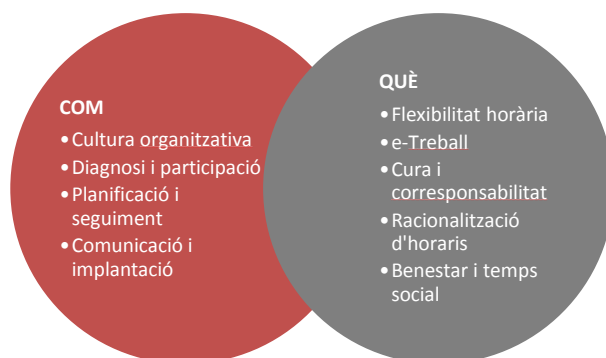 COM
• Cultura organitzativa
• Diagnosi i participació
• Planificació i
seguiment
• Comunicació i
implantació
QUÈ
• Flexibilitat horària
• e-Treball
• Cura i
corresponsabilitat
• Racionalització
d'horaris
• Benestar i temps
social